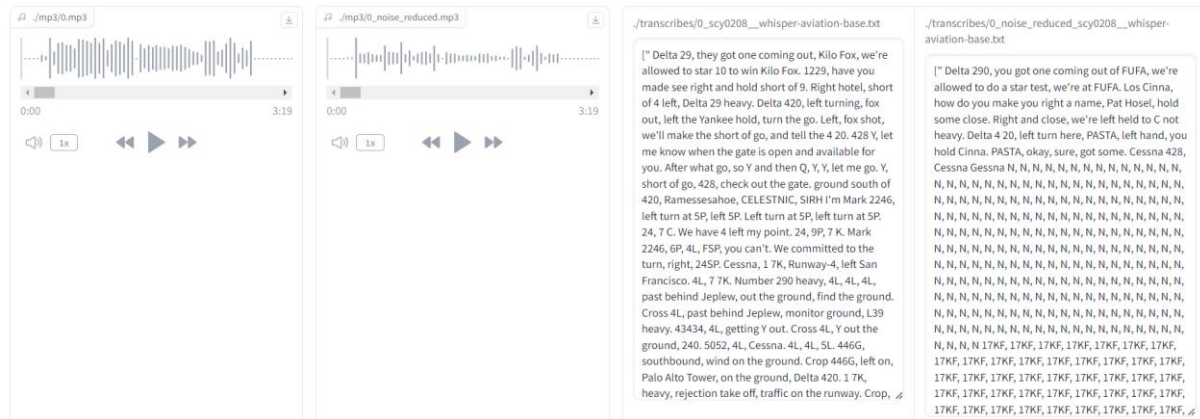 ./mp3/0.mp3
0:00
3:19
1x
./mp3/0_noise_reduced.mp3
0:00
3:19
1x
./transcribes/0_scy0208__whisper-aviation-base.txt
[" Delta 29, they got one coming out, Kilo Fox, we're
allowed to star 10 to win Kilo Fox. 1229, have you
made see right and hold short of 9. Right hotel, short
of 4 left, Delta 29 heavy. Delta 420, left turning, fox
out, left the Yankee hold, turn the go. Left, fox shot,
we'll make the short of go, and tell the 4 20. 428 Y, let
me know when the gate is open and available for
you. After what go, so Y and then Q, Y, Y, let me go. Y,
short of go, 428, check out the gate. ground south of
420, Ramessesahoe, CELESTNIC, SIRH I'm Mark 2246,
left turn at 5P, left 5P. Left turn at 5P, left turn at 5P.
24, 7 C. We have 4 left my point. 24, 9P, 7 K. Mark
2246, 6P, 4L, FSP, you can't. We committed to the
turn, right, 24SP. Cessna, 1 7K, Runway-4, left San
Francisco. 4L, 7 7K. Number 290 heavy, 4L, 4L, 4L,
past behind Jeplew, out the ground, find the ground.
Cross 4L, past behind Jeplew, monitor ground, L39
heavy. 43434, 4L, getting Y out. Cross 4L, Y out the
ground, 240. 5052, 4L, Cessna. 4L, 4L, 5L. 446G,
southbound, wind on the ground. Crop 446G, left on,
Palo Alto Tower, on the ground, Delta 420. 1 7K,
heavy, rejection take off, traffic on the runway. Crop,
./transcribes/0_noise_reduced_scy0208__whisper-
aviation-base.txt
[" Delta 290, you got one coming out of FUFA, we're
allowed to do a star test, we're at FUFA. Los Cinna,
how do you make you right a name, Pat Hosel, hold
some close. Right and close, we're left held to C not
heavy. Delta 4 20, left turn here, PASTA, left hand, you
hold Cinna. PASTA, okay, sure, got some. Cessna 428,
Cessna Gessna N, N, N, N, N, N, N, N, N, N, N, N, N, N,
N, N, N, N, N, N, N, N, N, N, N, N, N, N, N, N, N, N, N, N, N,
N, N, N, N, N, N, N, N, N, N, N, N, N, N, N, N, N, N, N, N, N,
N, N, N, N, N, N, N, N, N, N, N, N, N, N, N, N, N, N, N, N, N,
N, N, N, N, N, N, N, N, N, N, N, N, N, N, N, N, N, N, N, N, N,
N, N, N, N, N, N, N, N, N, N, N, N, N, N, N, N, N, N, N, N, N,
N, N, N, N, N, N, N, N, N, N, N, N, N, N, N, N, N, N, N, N, N,
N, N, N, N, N, N, N, N, N, N, N, N, N, N, N, N, N, N, N, N, N,
N, N, N, N, N, N, N, N, N, N, N, N, N, N, N, N, N, N, N, N, N,
N, N, N, N, N, N, N, N, N, N, N, N, N, N, N, N, N, N, N, N, N,
N, N, N, N, N, N, N, N, N, N, N, N, N, N, N, N, N, N, N, N, N,
N, N, N, N 17KF, 17KF, 17KF, 17KF, 17KF, 17KF, 17KF,
17KF, 17KF, 17KF, 17KF, 17KF, 17KF, 17KF, 17KF,
17KF, 17KF, 17KF, 17KF, 17KF, 17KF, 17KF, 17KF,
17KF, 17KF, 17KF, 17KF, 17KF, 17KF, 17KF, 17KF,
17KF, 17KF, 17KF, 17KF, 17KF, 17KF, 17KF, 17KF,